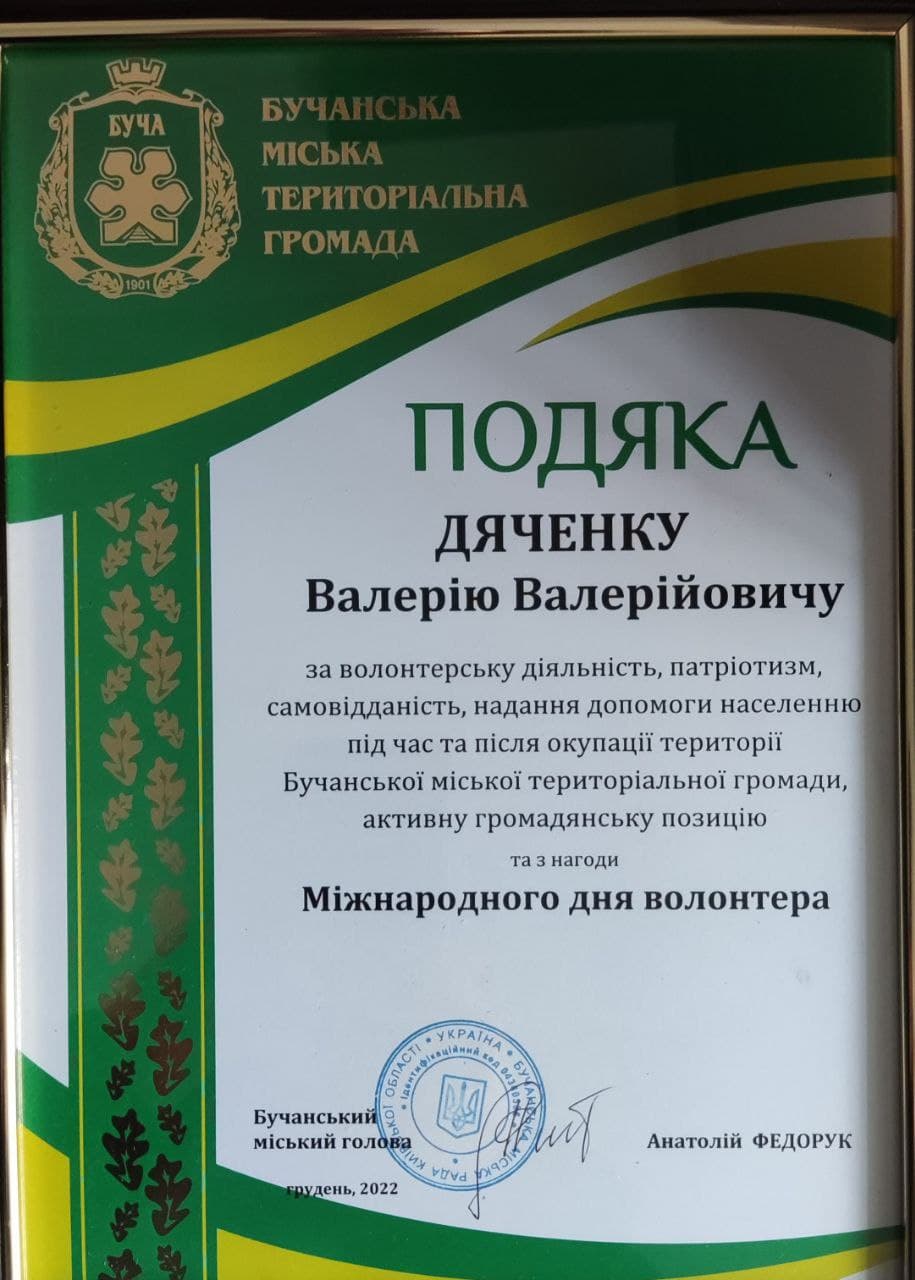 БУЧА
1901
БУЧАНСЬКА
МІСЬКА
ТЕРИТОРІАЛЬНА
ГРОМАДА
ПОДЯКА
ДЯЧЕНКУ
Валерію Валерійовичу
за волонтерську діяльність, патріотизм,
самовідданість, надання допомоги населенню
під час та після окупації території
Бучанської міської територіальної громади,
активну громадянську позицію
та з нагоди
Міжнародного дня волонтера
УКРАЇНА * БУЧАНСЬКА МІСЬКА РАДА КИЇВСЬКОЇ ОБЛАСТІ *
Ідентифікаційний код
Бучанський
міський голова
Анатолій ФЕДОРУК
грудень, 2022